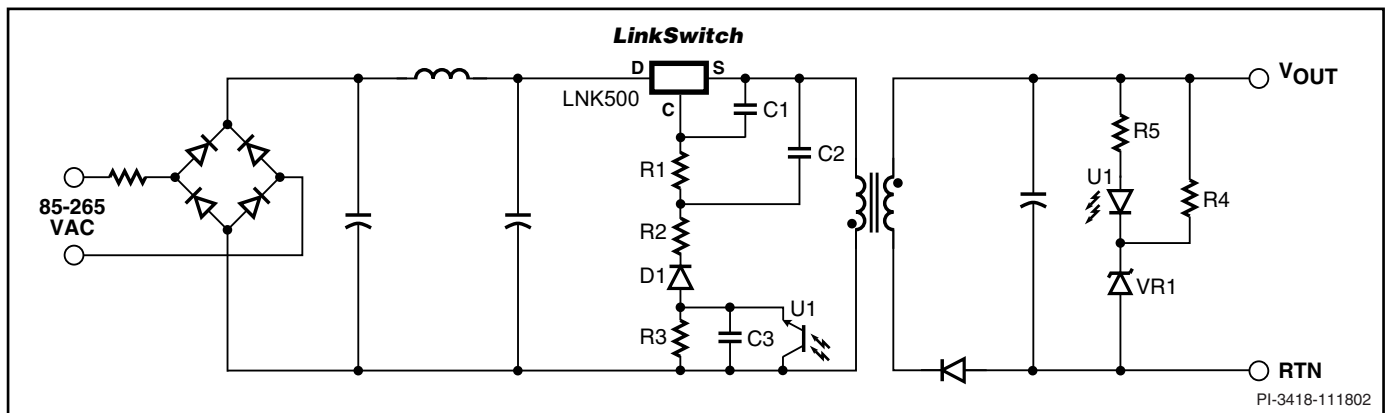 LinkSwitch
D
S
LNK500
C
C1
C2
R1
R2
D1
R3
C3
U1
85-265
VAC
VOUT
R5
U1
R4
VR1
RTN
PI-3418-111802